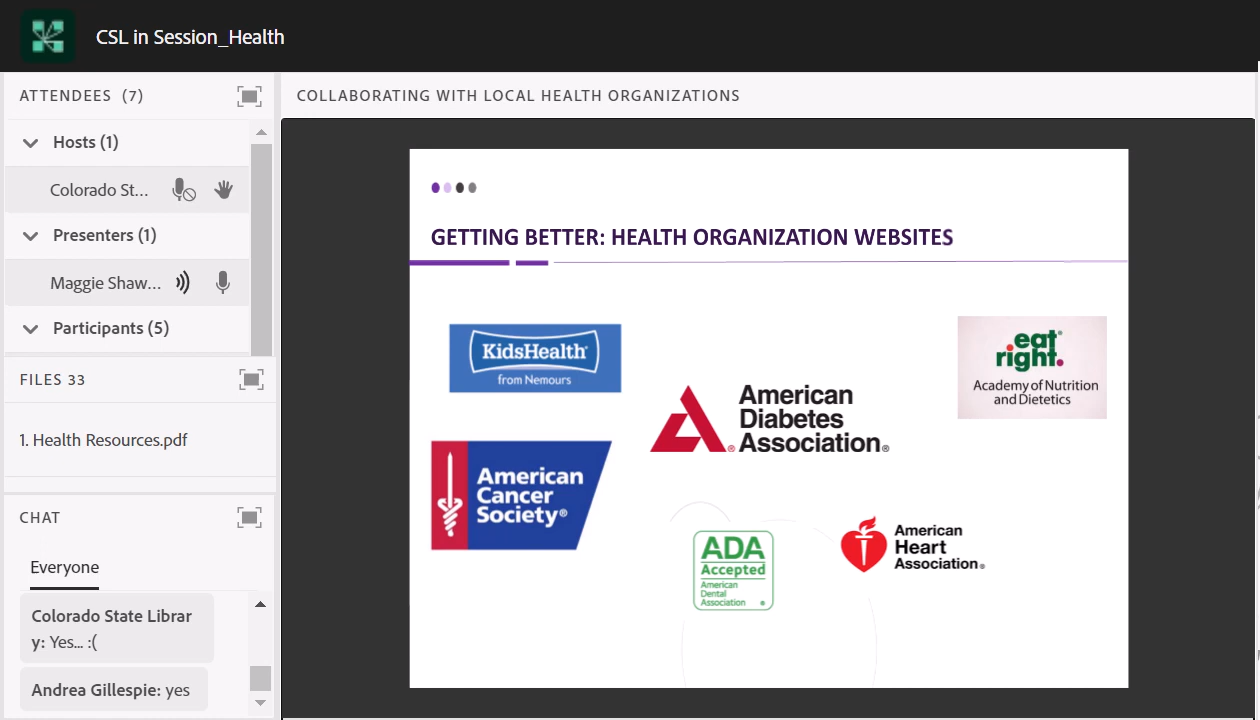 CSL in Session_Health
ATTENDEES (7)
Hosts (1)
Colorado St...
Presenters (1)
Maggie Shaw...
Participants (5)
FILES 33
1. Health Resources.pdf
CHAT
Everyone
Colorado State Librar
y: Yes... :(
Andrea Gillespie: yes
COLLABORATING WITH LOCAL HEALTH ORGANIZATIONS
GETTING BETTER: HEALTH ORGANIZATION WEBSITES
KidsHealth®
from Nemours
American
Cancer
Society®
®American
Diabetes
Association®
eat®
right.
Academy of Nutrition
and Dietetics
ADA
Accepted
American
Dental
Association ®
American
Heart
Association®